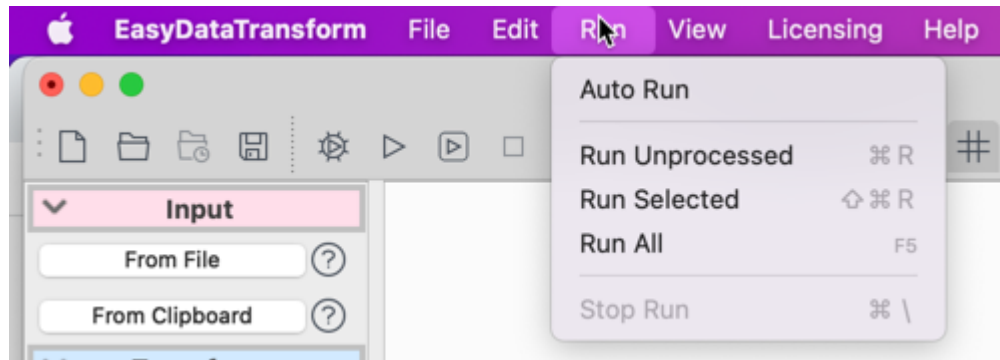 EasyDataTransform File Edit Run View Licensing Help
Auto Run
Run Unprocessed ⌘ R
Run Selected ⇧ ⌘ R
Run All F5
Stop Run ⌘ \
Input
From File ?
From Clipboard ?